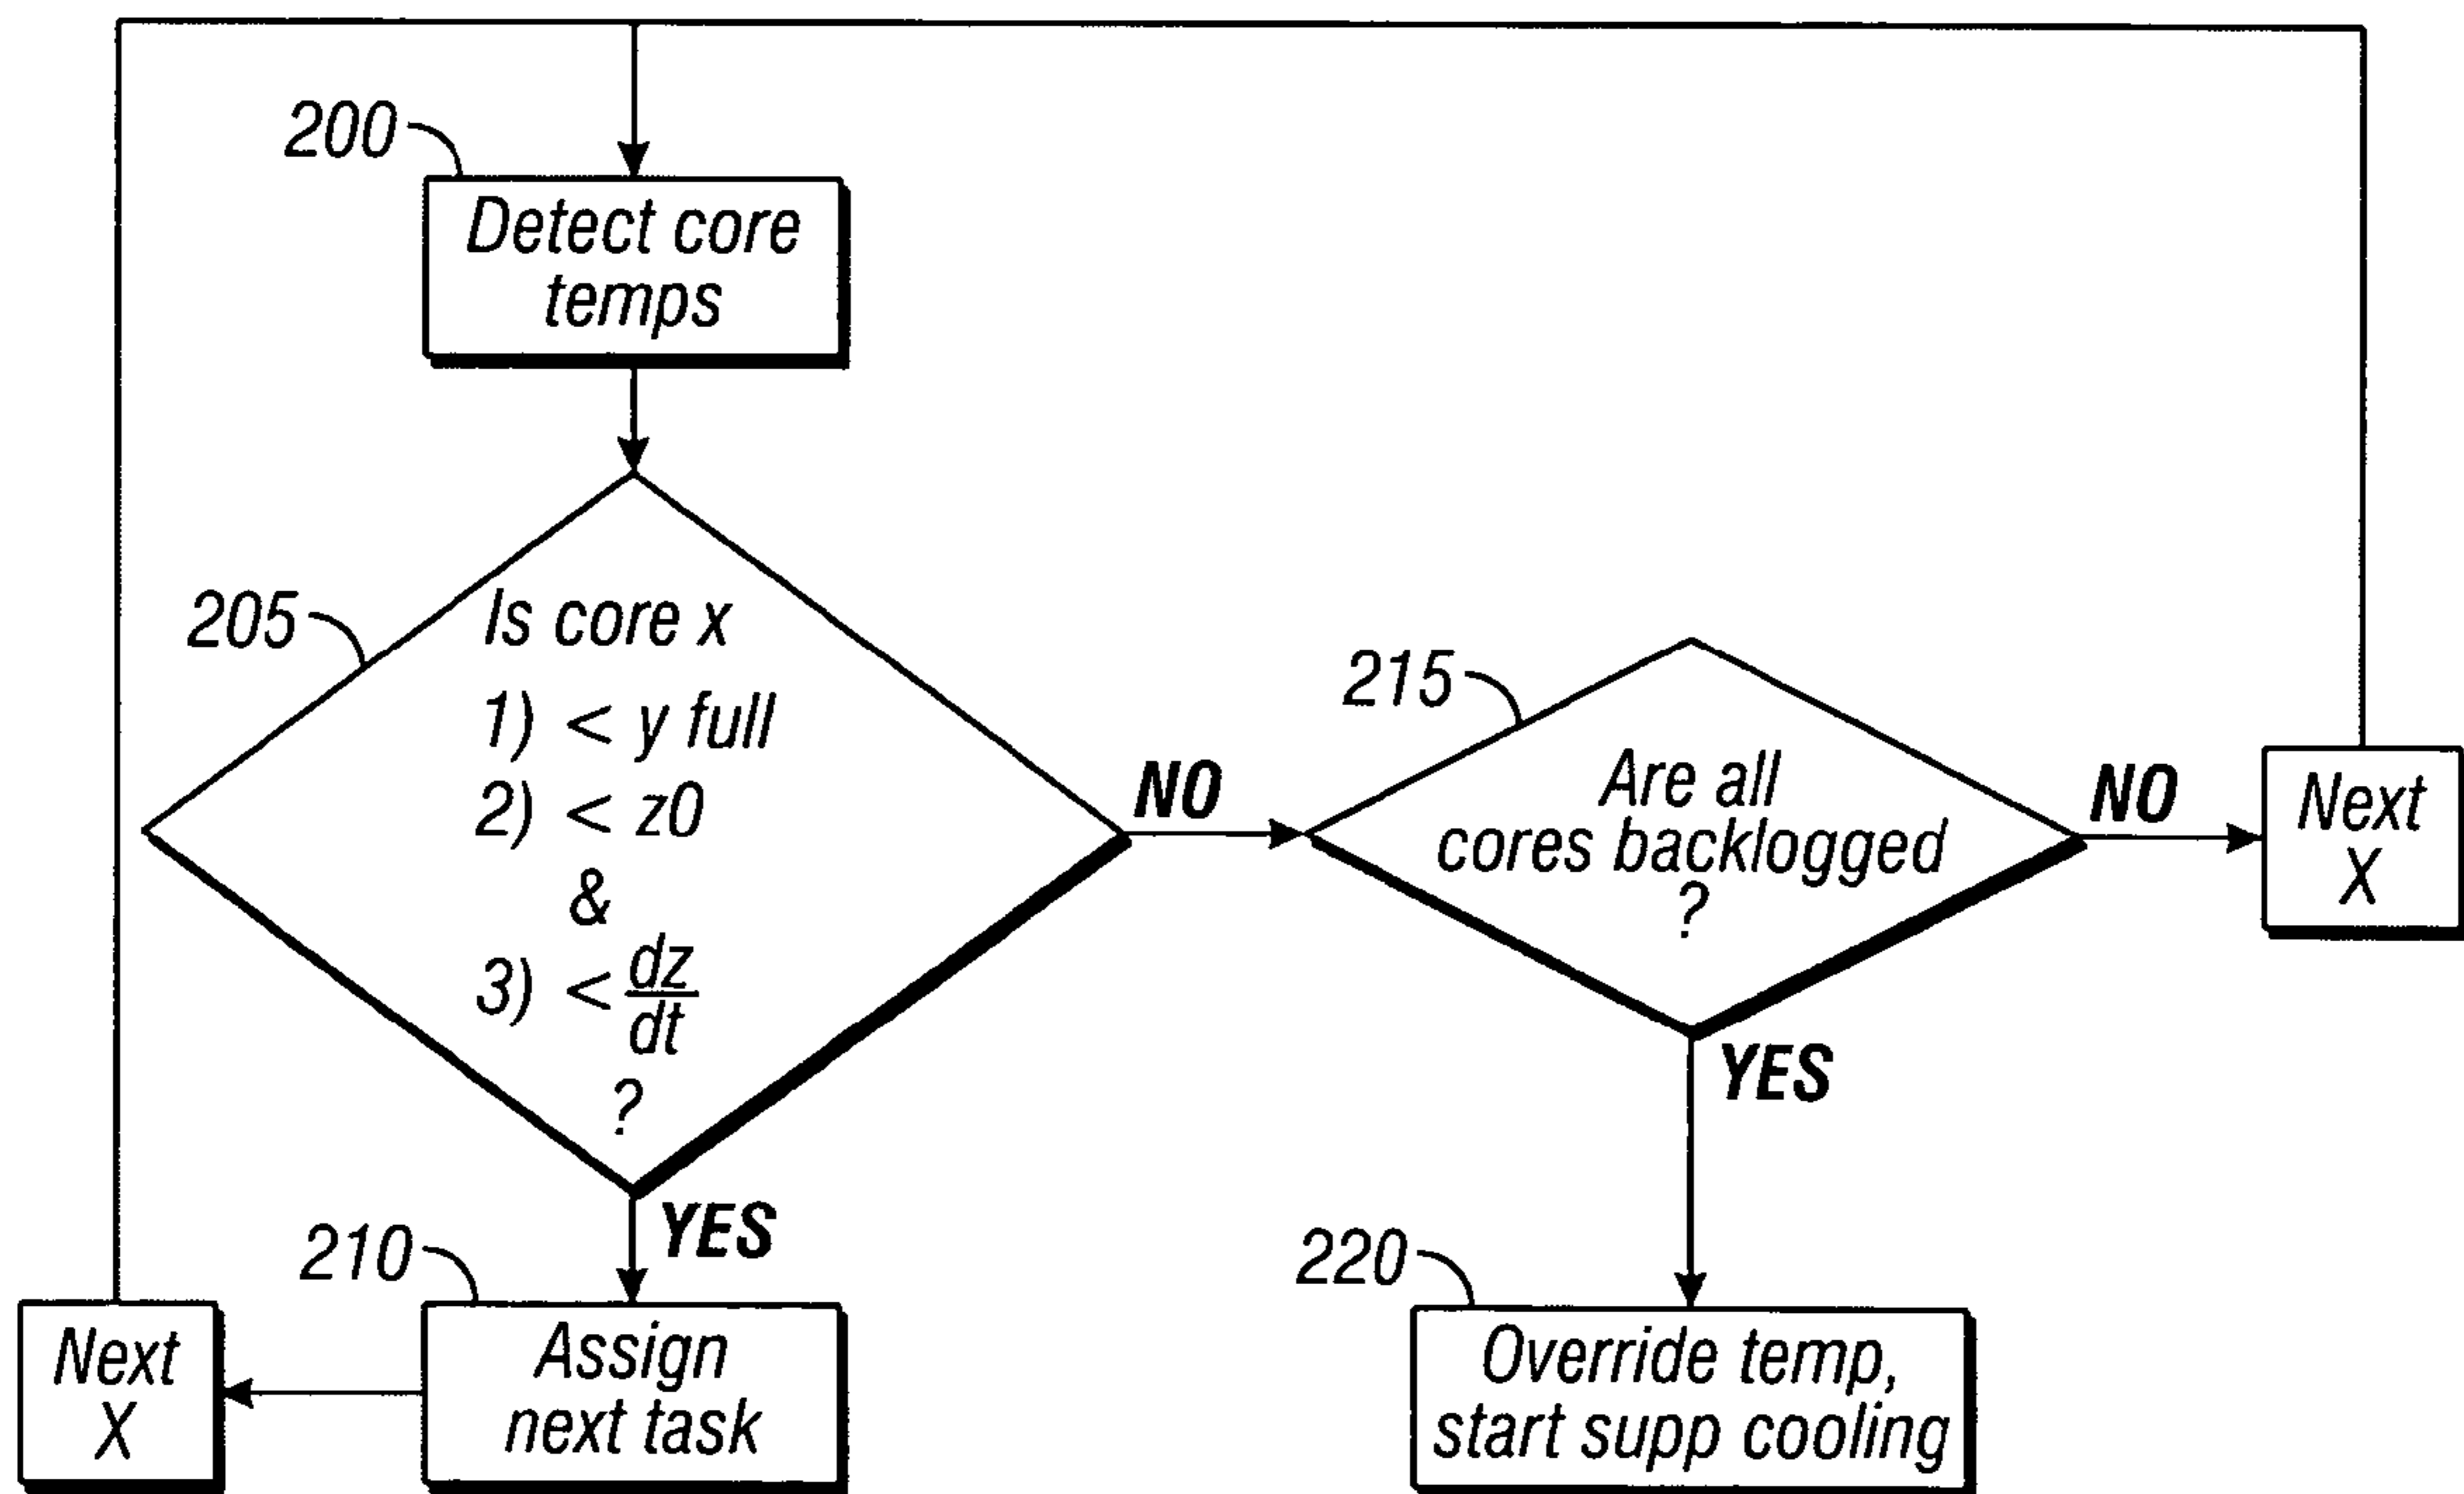 200
Detect core
temps
205
Is core x
1) < y full
2) < z0
&
3) < dz/dt
?
NO
215
Are all
cores backlogged
?
NO
Next
X
YES
YES
210
Assign
next task
Next
X
220
Override temp,
start supp cooling